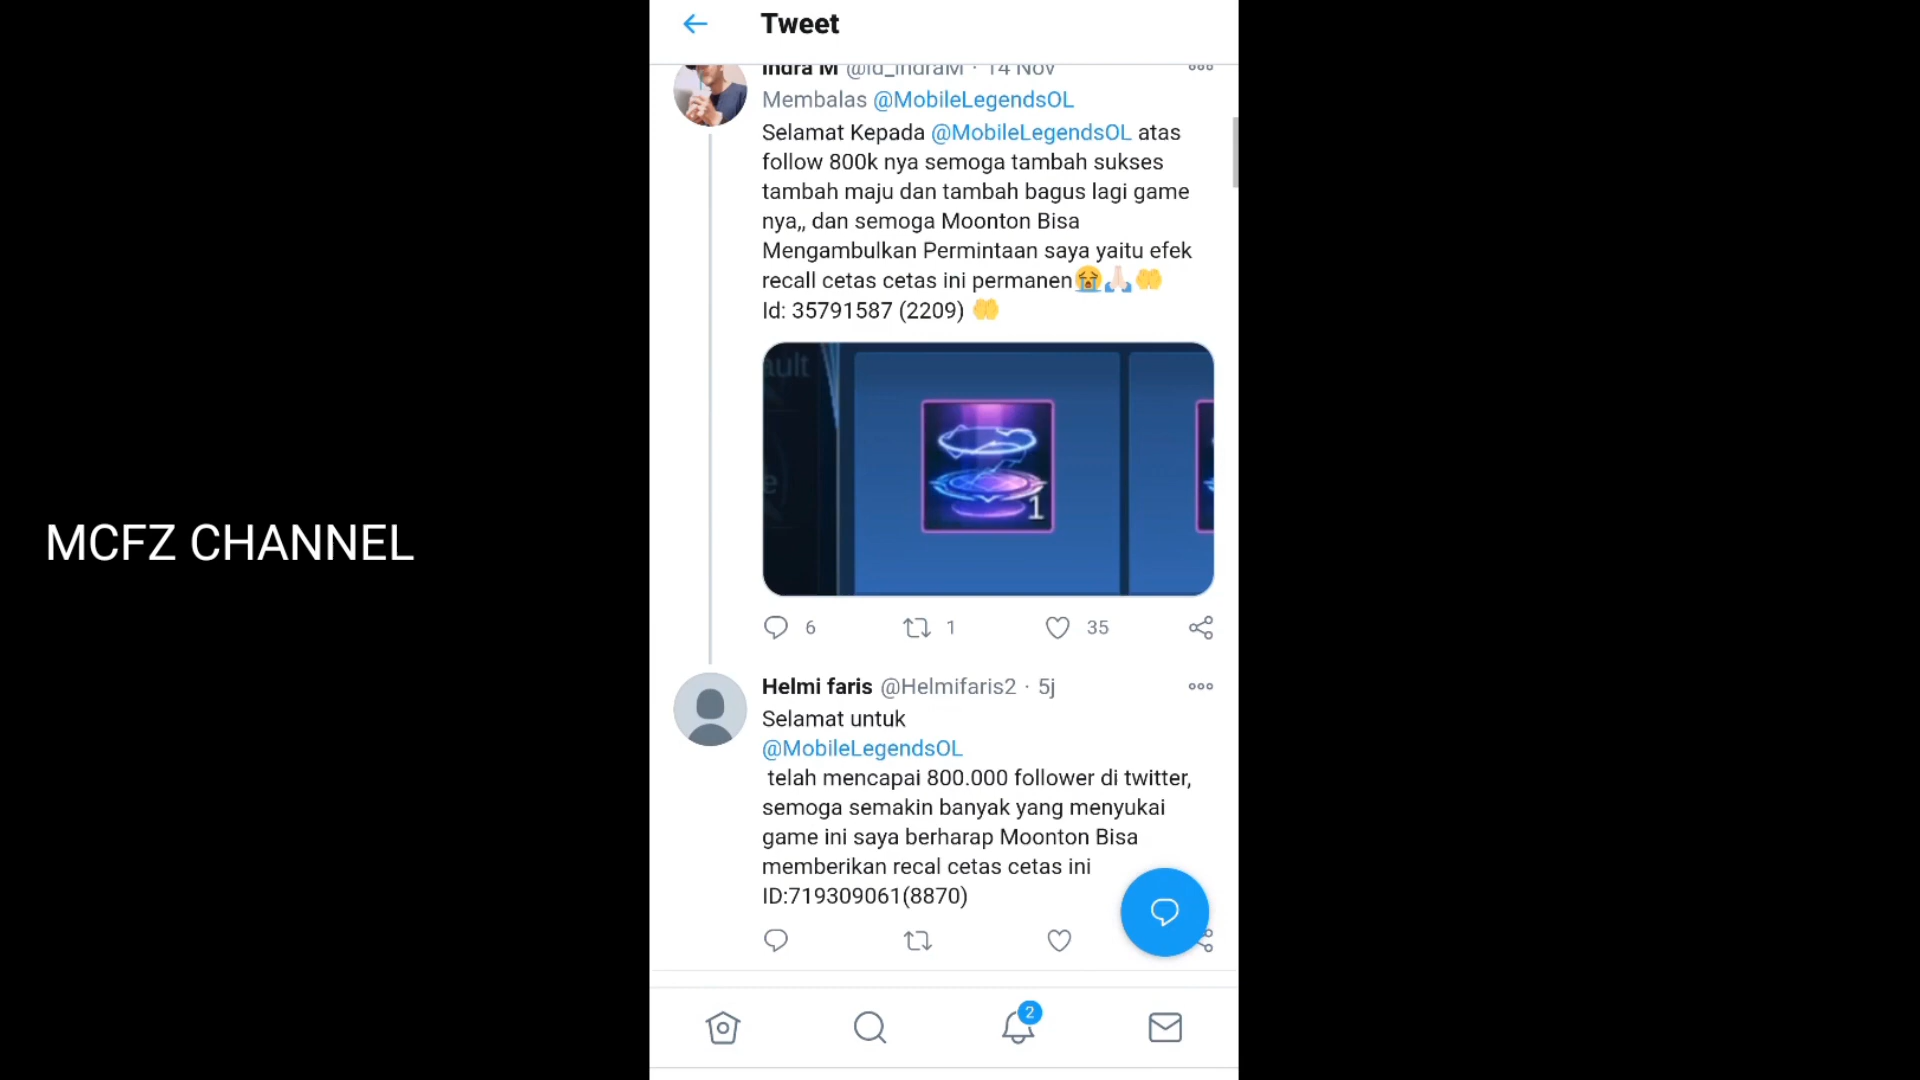 Tweet
Indra M @Id_IndraM · 14 Nov
Membalas @MobileLegendsOL
Selamat Kepada @MobileLegendsOL atas
follow 800k nya semoga tambah sukses
tambah maju dan tambah bagus lagi game
nya,, dan semoga Moonton Bisa
Mengambulkan Permintaan saya yaitu efek
recall cetas cetas ini permanen😭🙏🏻🤲
Id: 35791587 (2209) 🤲
1
6 1 35
Helmi faris @Helmifaris2 · 5j
Selamat untuk
@MobileLegendsOL
telah mencapai 800.000 follower di twitter,
semoga semakin banyak yang menyukai
game ini saya berharap Moonton Bisa
memberikan recal cetas cetas ini
ID:719309061(8870)
2
MCFZ CHANNEL